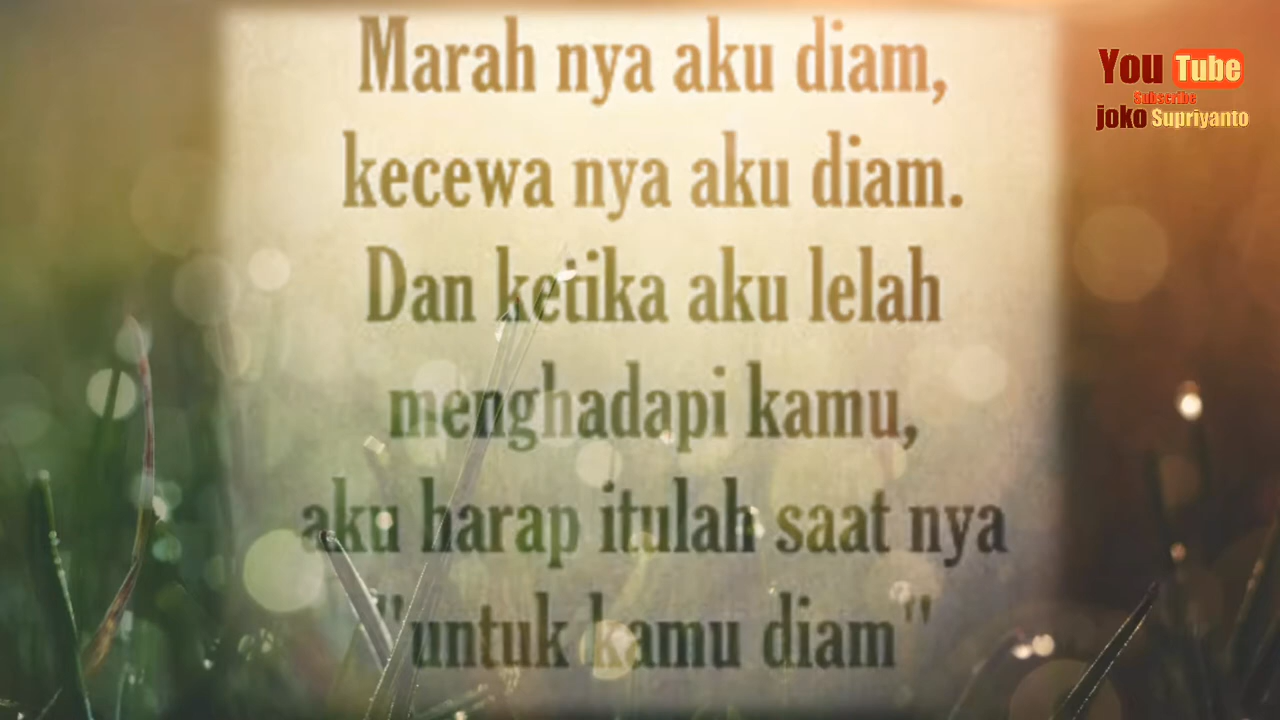 Marah nya aku diam,
kecewa nya aku diam.
Dan ketika aku lelah
menghadapi kamu,
aku harap itulah saat nya
"untuk kamu diam"
You Tube
Subscribe
joko Supriyanto